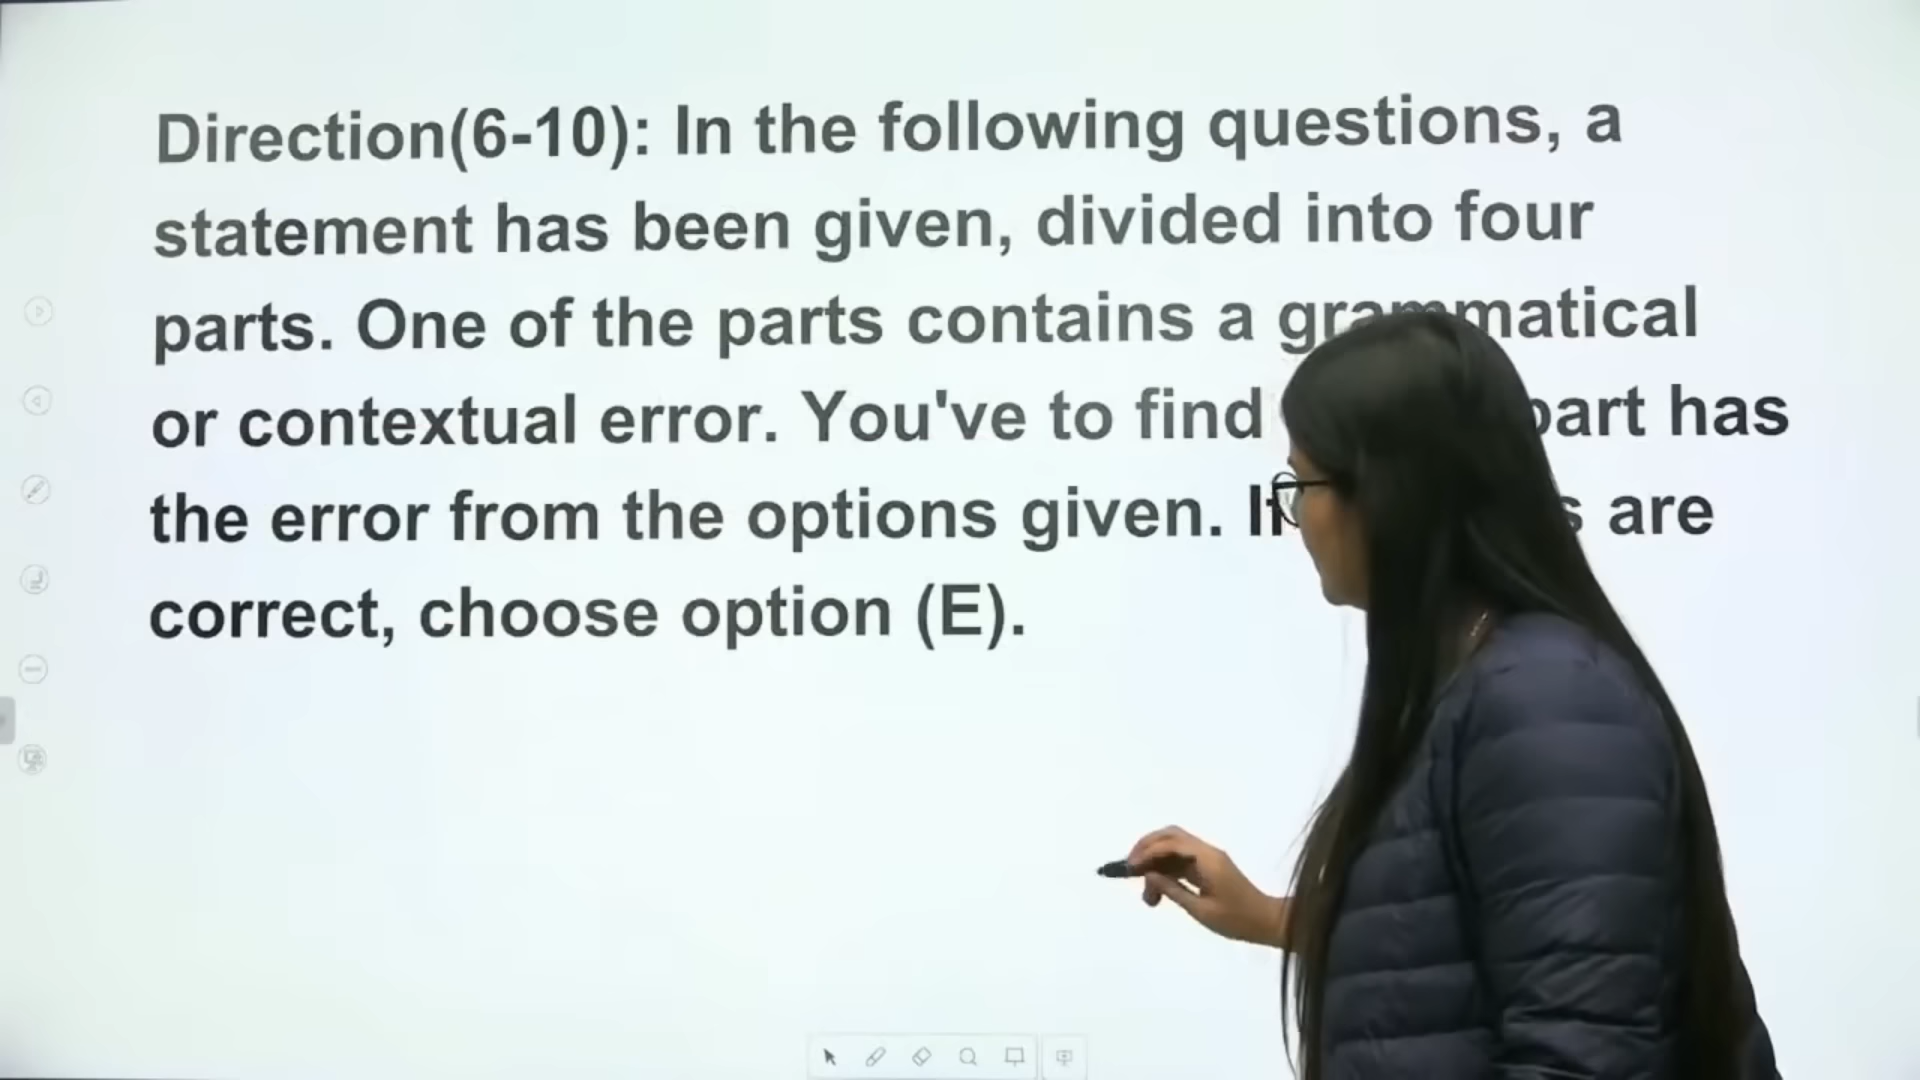 Direction(6-10): In the following questions, a
statement has been given, divided into four
parts. One of the parts contains a grammatical
or contextual error. You've to find part has
the error from the options given. If are
correct, choose option (E).